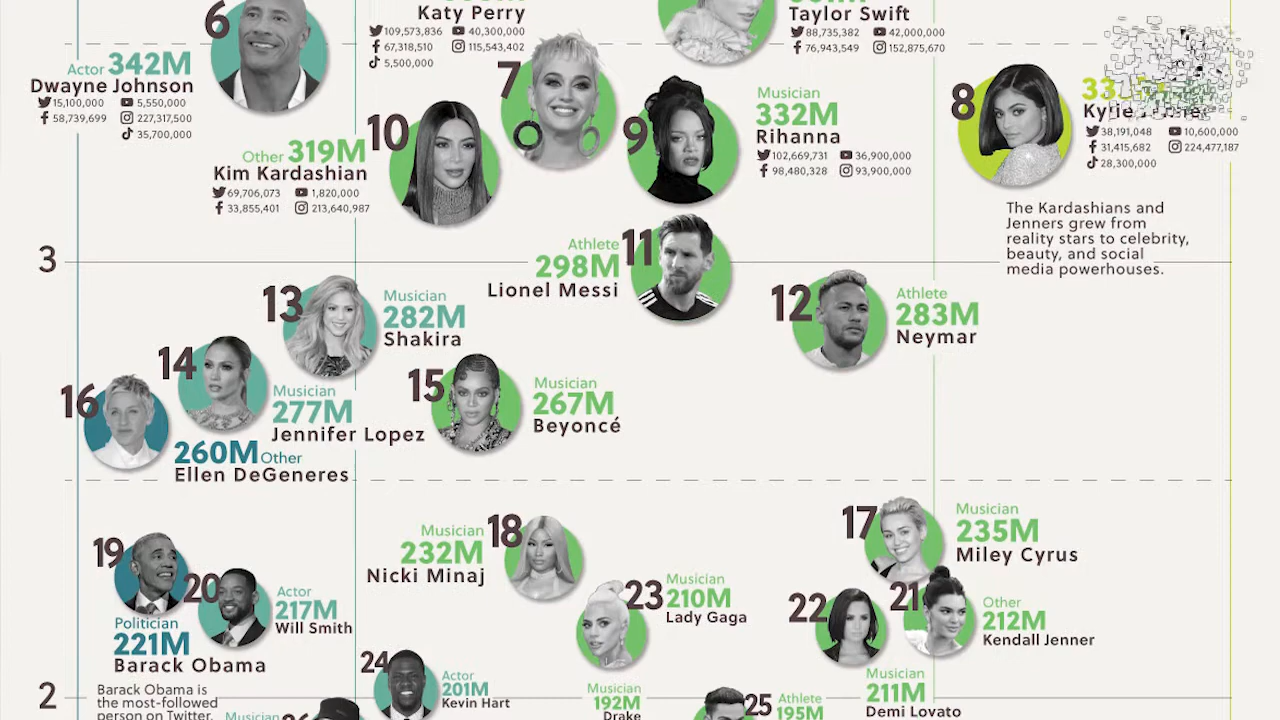 6
Actor 342M
Dwayne Johnson
15,100,000 5,550,000
58,739,699 227,317,500
35,700,000
Katy Perry
109,573,836 40,300,000
67,318,510 115,543,402
5,500,000
7
Taylor Swift
88,735,382 42,000,000
76,943,549 152,875,670
8
38,191,048 10,600,000
31,415,682 224,477,187
28,300,000
The Kardashians and
Jenners grew from
reality stars to celebrity,
beauty, and social
media powerhouses.
9
Musician
332M
Rihanna
102,669,731 36,900,000
98,480,328 93,900,000
10
Other 319M
Kim Kardashian
69,706,073 1,820,000
33,855,401 213,640,987
3
11
Athlete
298M
Lionel Messi
12
Athlete
283M
Neymar
13
Musician
282M
Shakira
14
Musician
277M
Jennifer Lopez
15
Musician
267M
Beyoncé
16
260M Other
Ellen DeGeneres
17
Musician
235M
Miley Cyrus
18
Musician
232M
Nicki Minaj
19
Politician
221M
Barack Obama
Barack Obama is
the most-followed
person on Twitter.
20
Actor
217M
Will Smith
21
Other
212M
Kendall Jenner
22
Musician
211M
Demi Lovato
23
Musician
210M
Lady Gaga
2
24
Actor
201M
Kevin Hart
25
Athlete
195M
Musician
192M
Drake
Musician